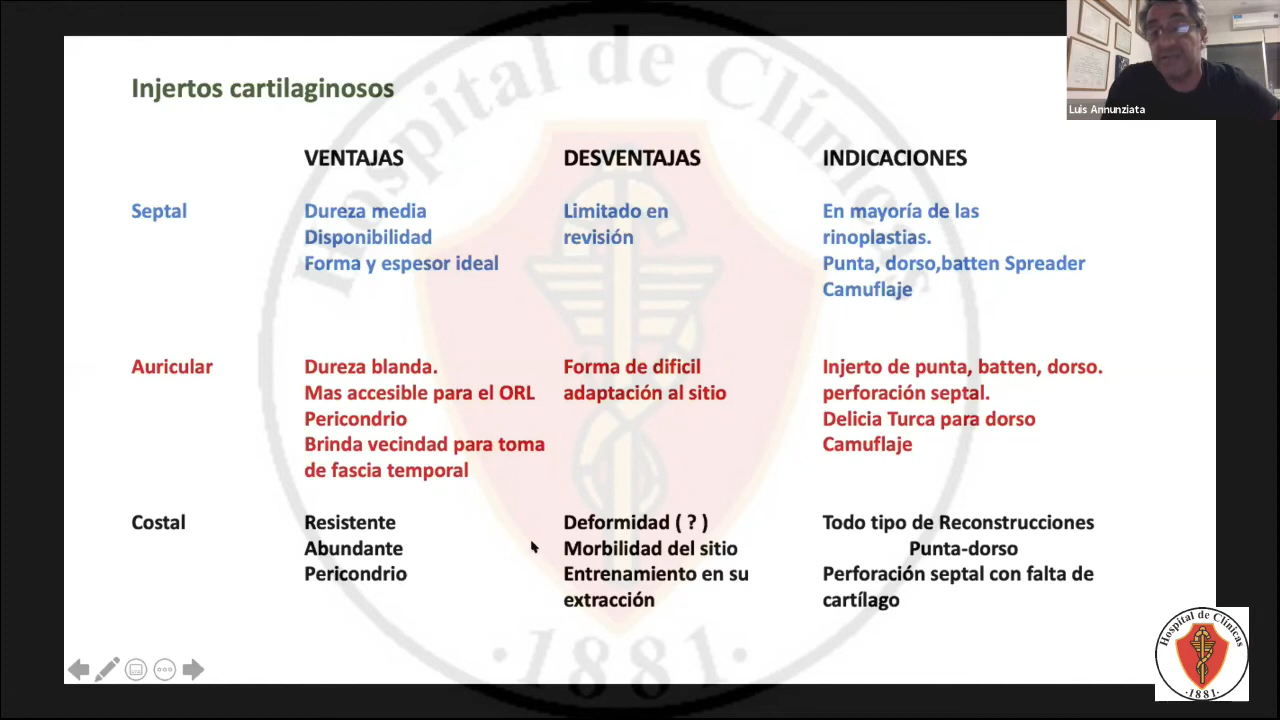 Luis Annunziata
Injertos cartilaginosos
VENTAJAS
DESVENTAJAS
INDICACIONES
Septal
Dureza media
Disponibilidad
Forma y espesor ideal
Limitado en
revisión
En mayoría de las
rinoplastias.
Punta, dorso,batten Spreader
Camuflaje
Auricular
Dureza blanda.
Mas accesible para el ORL
Pericondrio
Brinda vecindad para toma
de fascia temporal
Forma de dificil
adaptación al sitio
Injerto de punta, batten, dorso.
perforación septal.
Delicia Turca para dorso
Camuflaje
Costal
Resistente
Abundante
Pericondrio
Deformidad ( ? )
Morbilidad del sitio
Entrenamiento en su
extracción
Todo tipo de Reconstrucciones
Punta-dorso
Perforación septal con falta de
cartílago
Hospital de Clínicas
·1881·
Hospital de Clínicas
·1881·